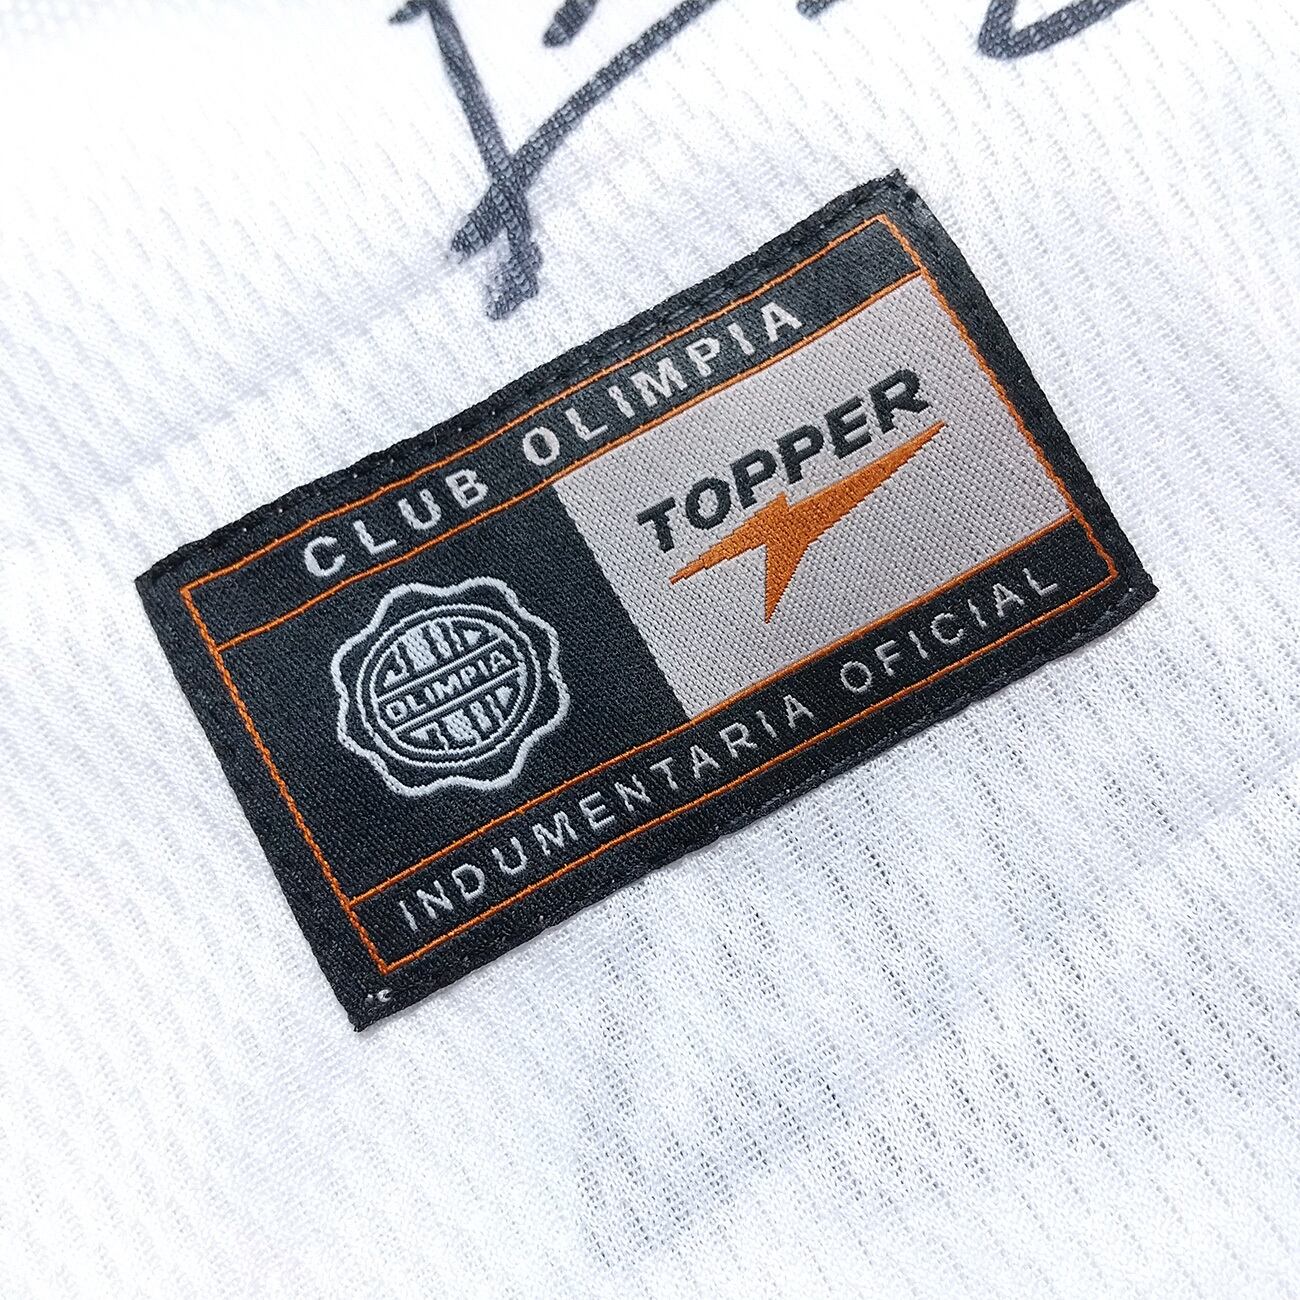 CLUB OLIMPIA
TOPPER
OLIMPIA
INDUMENTARIA OFICIAL